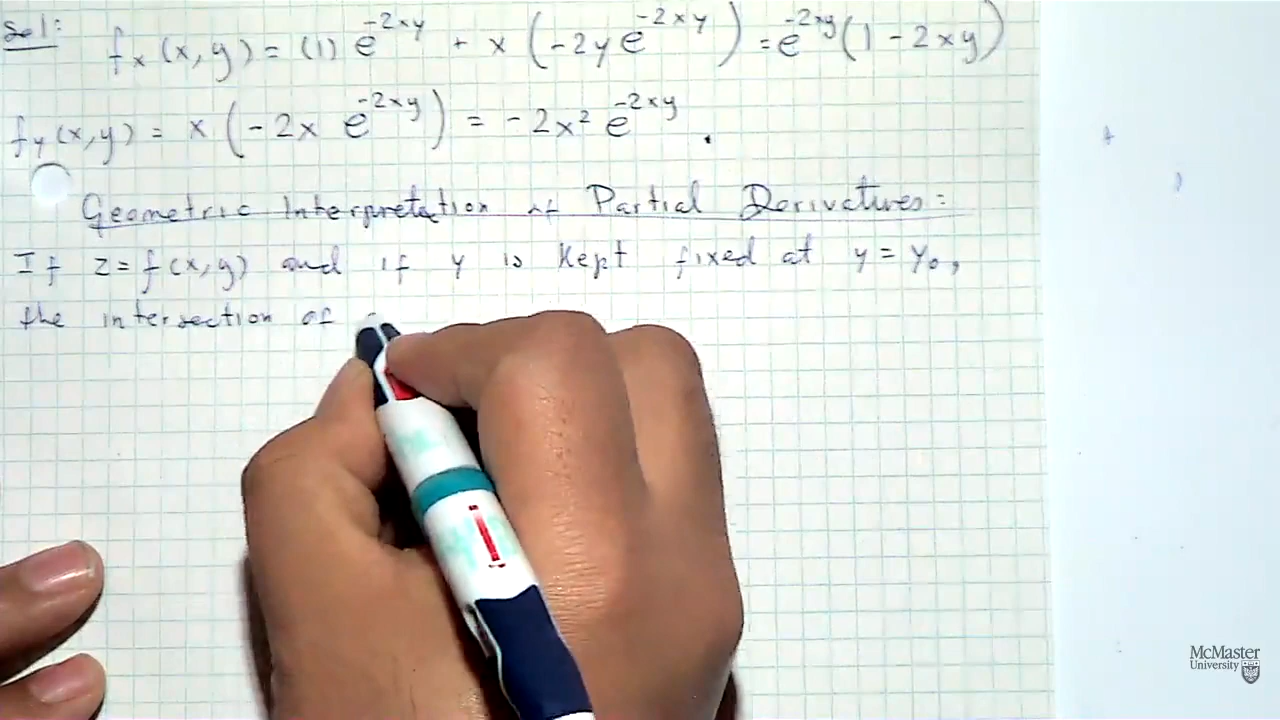 Sol: fx(x,y) = (1) e^{-2xy} + x (-2y e^{-2xy}) = e^{-2xy}(1 - 2xy)
fy(x,y) = x (-2x e^{-2xy}) = -2x² e^{-2xy}.
Geometric Interpretation of Partial Derivatives:
If z = f(x,y) and if y is kept fixed at y = y₀,
the intersection of
McMaster
University